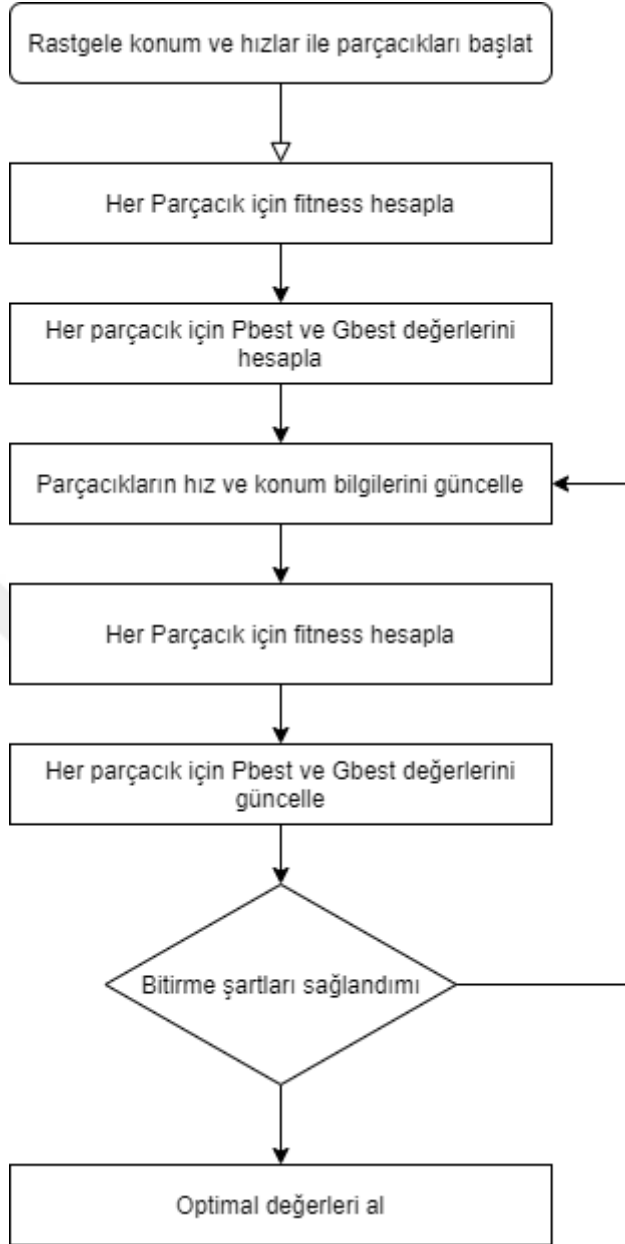 Rastgele konum ve hızlar ile parçacıkları başlat
Her Parçacık için fitness hesapla
Her parçacık için Pbest ve Gbest değerlerini
hesapla
Parçacıkların hız ve konum bilgilerini güncelle
Her Parçacık için fitness hesapla
Her parçacık için Pbest ve Gbest değerlerini
güncelle
Bitirme şartları sağlandımı
Optimal değerleri al